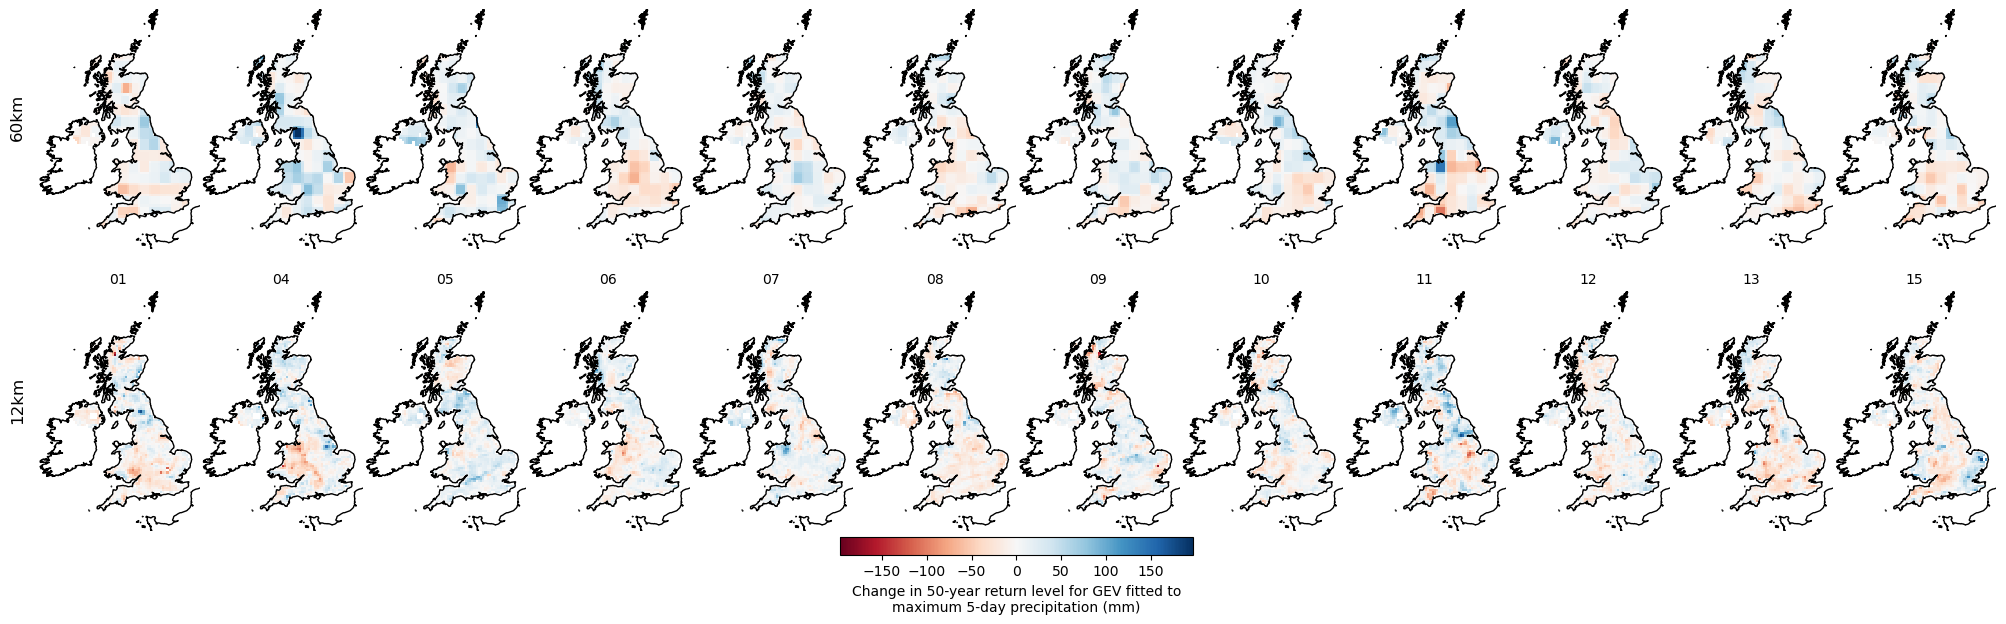 60km
01 04 05 06 07 08 09 10 11 12 13 15
12km
−150 −100 −50 0 50 100 150
Change in 50-year return level for GEV fitted to
maximum 5-day precipitation (mm)